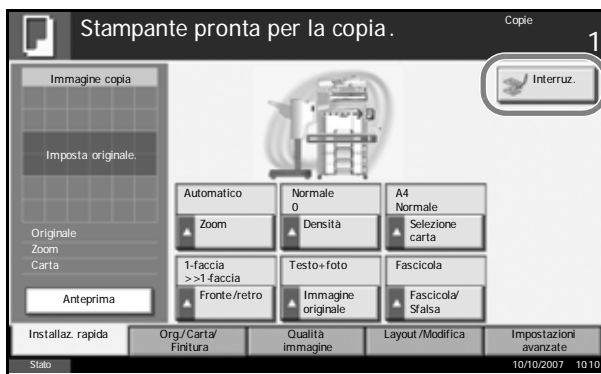 Stampante pronta per la copia.
Copie
1
Immagine copia
Imposta originale.
Originale
Zoom
Carta
Anteprima
Interruz.
Automatico
Zoom
Normale
0
Densità
A4
Normale
Selezione
carta
1-faccia
>>1-faccia
Fronte/retro
Testo+foto
Immagine
originale
Fascicola
Fascicola/
Sfalsa
Installaz. rapida
Org./Carta/
Finitura
Qualità
immagine
Layout/Modifica
Impostazioni
avanzate
Stato
10/10/2007 10:10